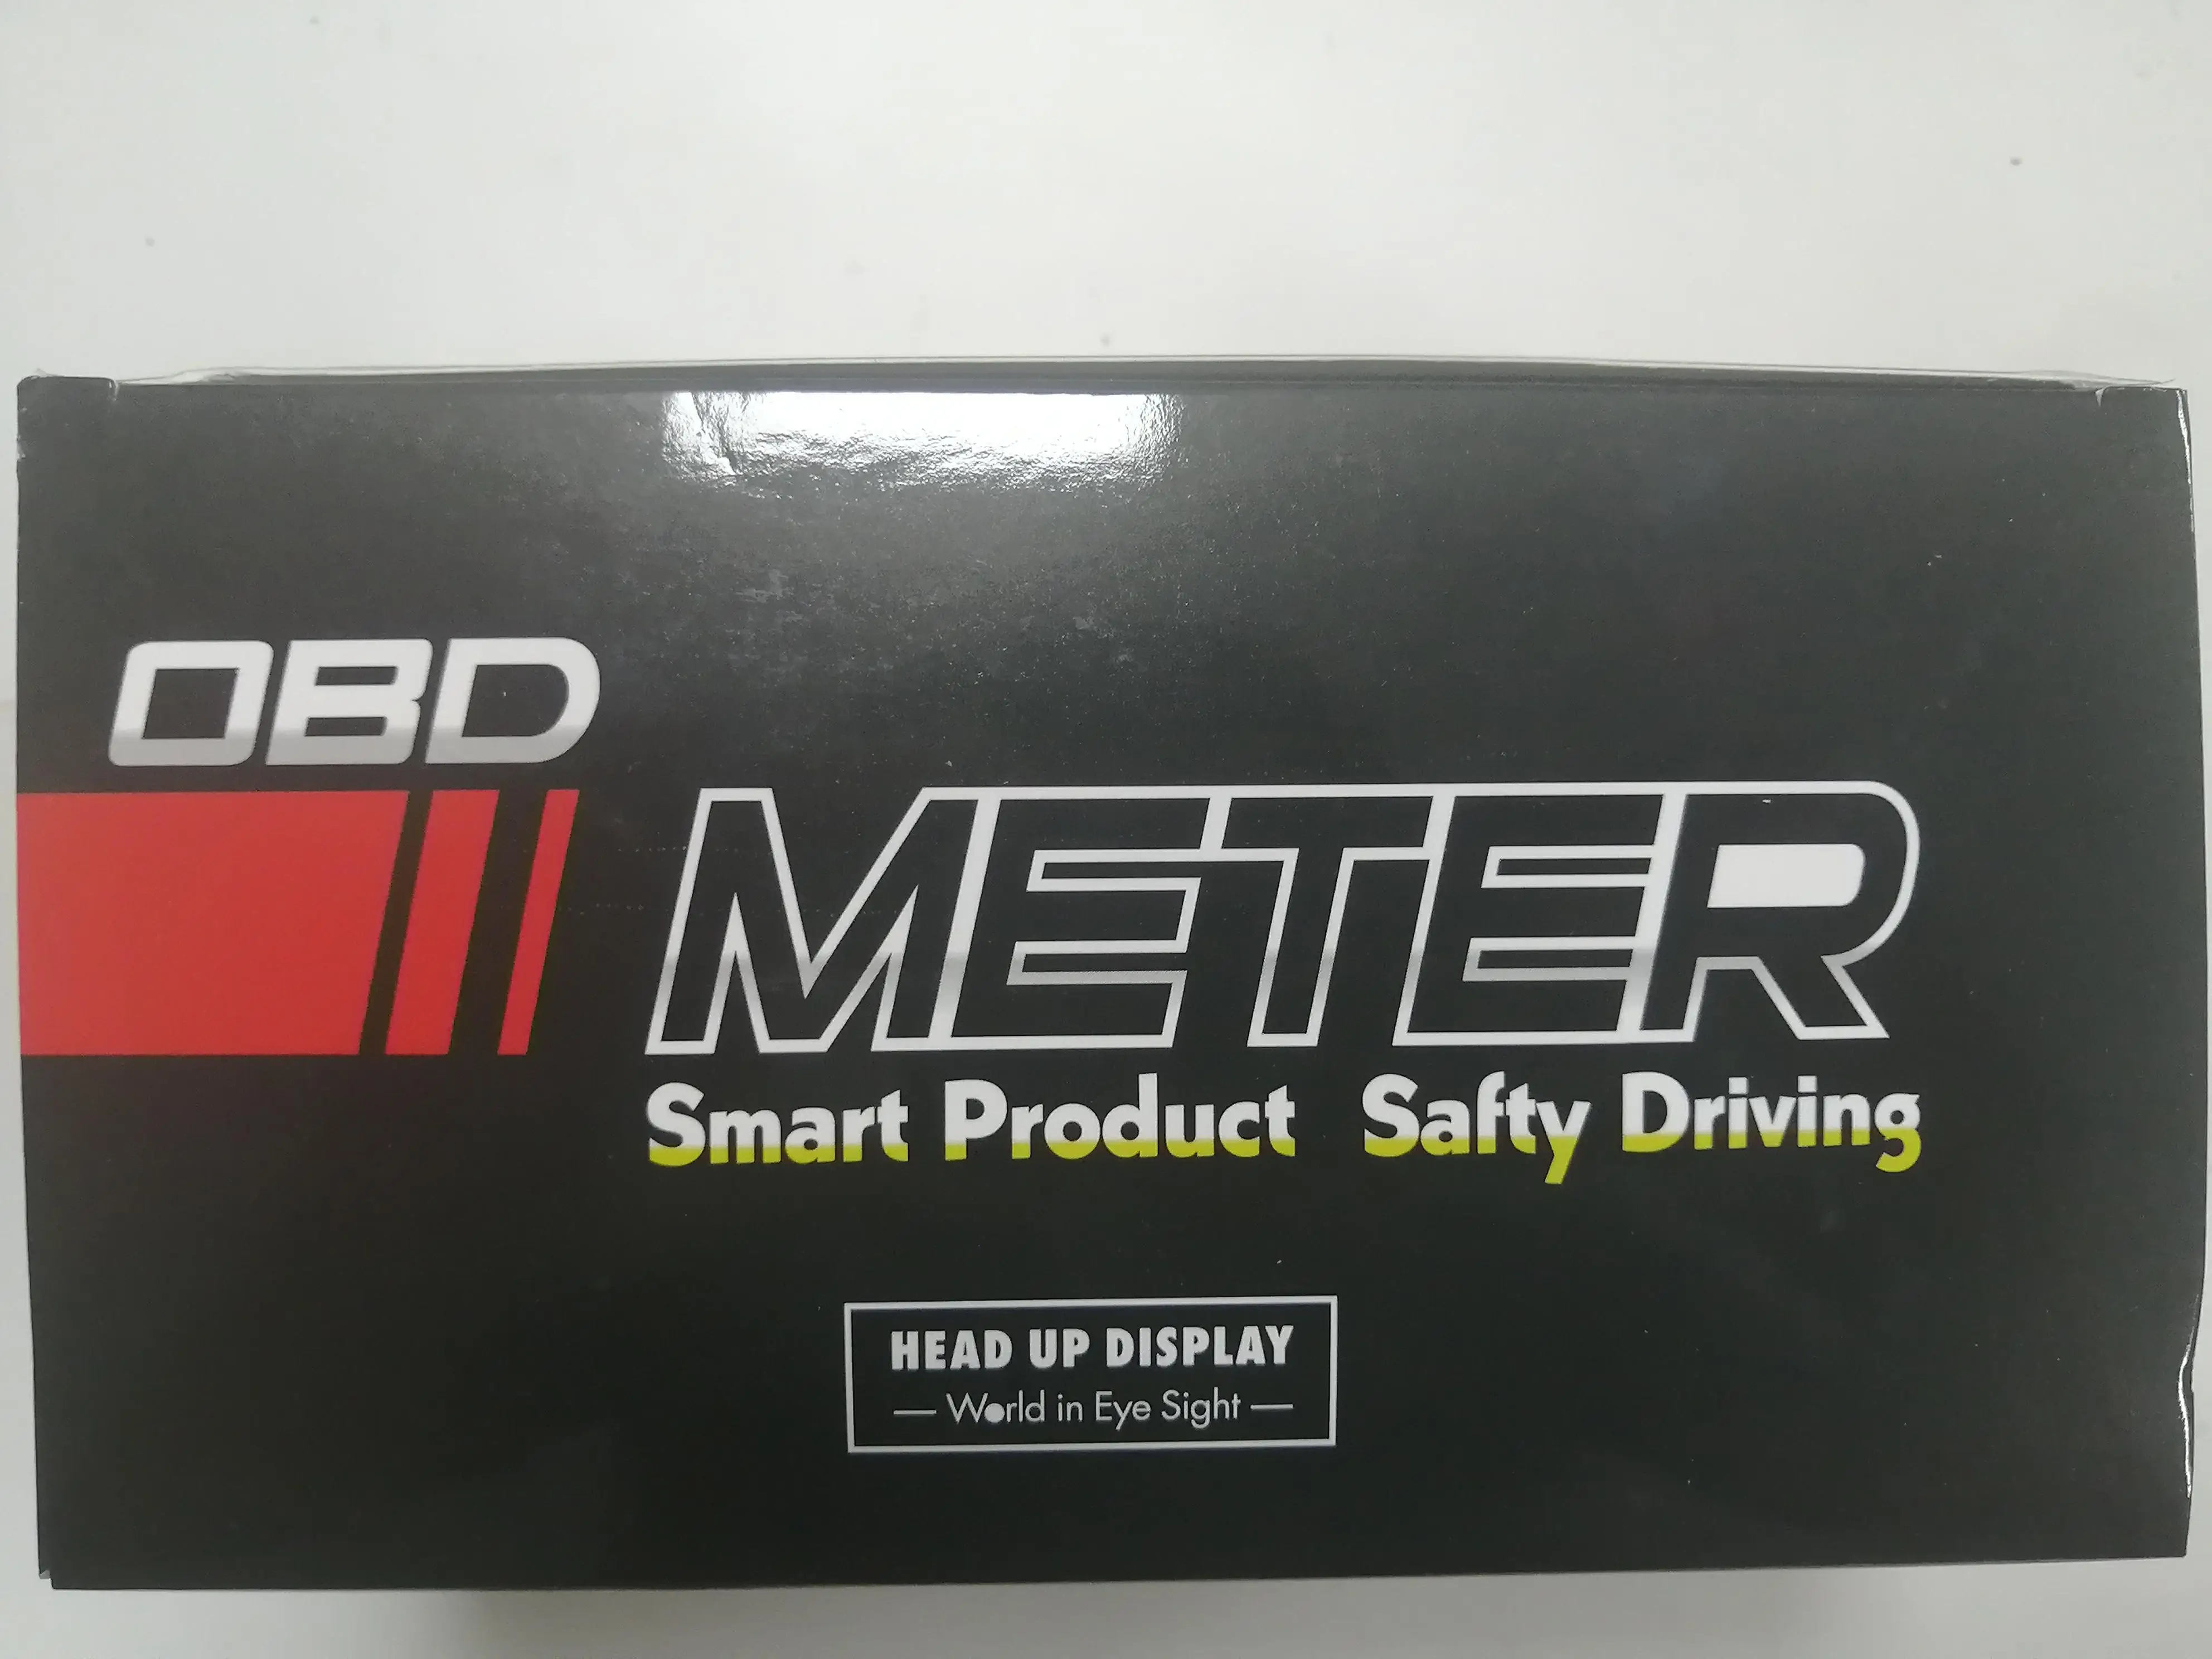 OBD
METER
Smart Product Safty Driving
HEAD UP DISPLAY
— World in Eye Sight —